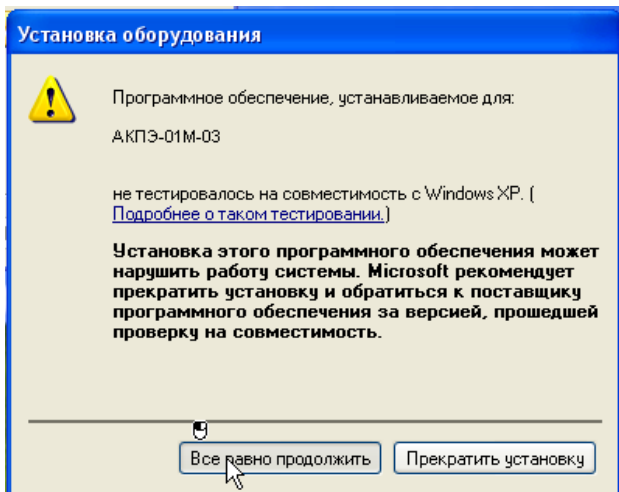 Установка оборудования
Программное обеспечение, устанавливаемое для:
АКПЭ-01М-03
не тестировалось на совместимость с Windows XP. (
Подробнее о таком тестировании.)
Установка этого программного обеспечения может
нарушить работу системы. Microsoft рекомендует
прекратить установку и обратиться к поставщику
программного обеспечения за версией, прошедшей
проверку на совместимость.
Все равно продолжить
Прекратить установку